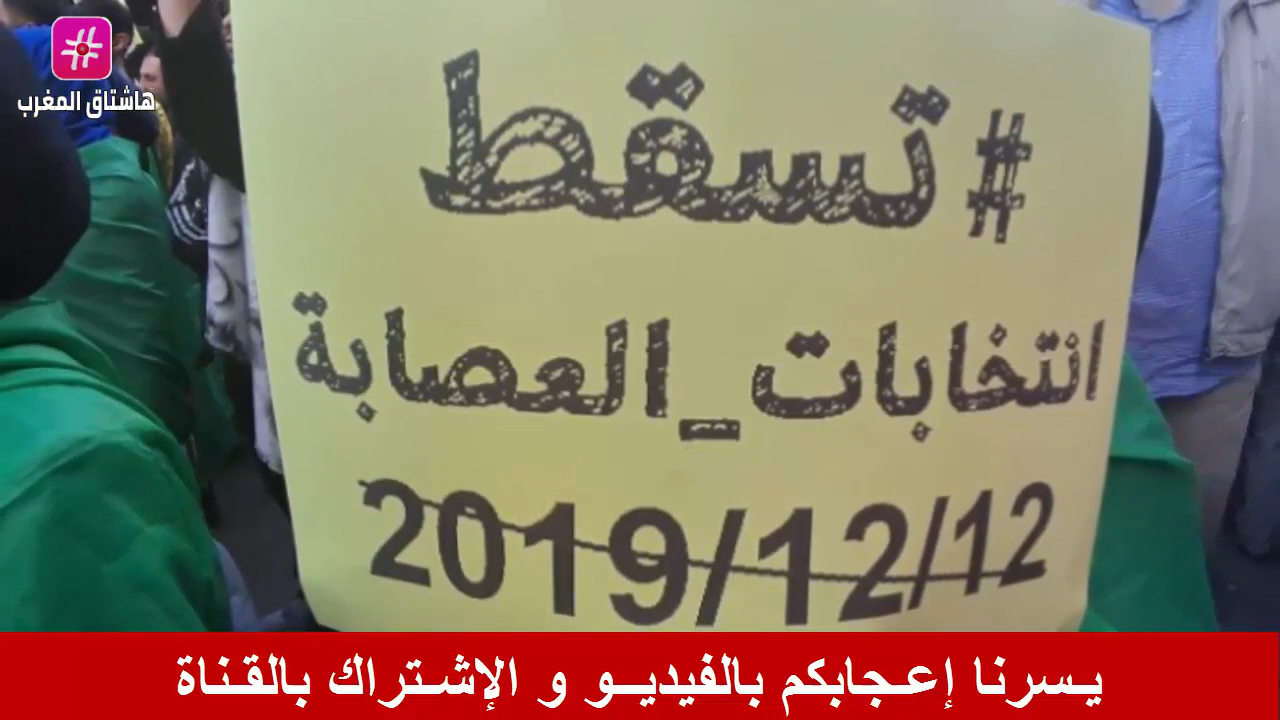 هاشتاق المغرب
# تسقط
انتخابات_العصابة
2019/12/12
يسرنا إعجابكم بالفيديو و الإشتراك بالقناة